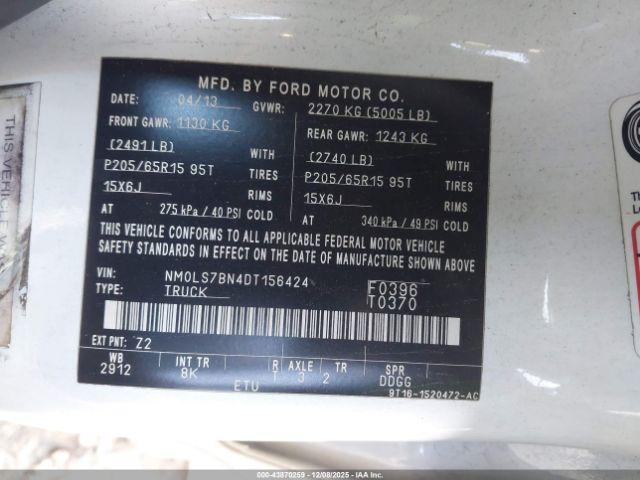 MFD. BY FORD MOTOR CO.
DATE: 04/13 GVWR: 2270 KG (5005 LB)
FRONT GAWR: 1130 KG REAR GAWR: 1243 KG
(2491 LB) WITH (2740 LB) WITH
P205/65R15 95T TIRES P205/65R15 95T TIRES
15X6J RIMS 15X6J RIMS
AT 275 kPa / 40 PSI COLD AT 340 kPa / 49 PSI COLD
THIS VEHICLE CONFORMS TO ALL APPLICABLE FEDERAL MOTOR VEHICLE
SAFETY STANDARDS IN EFFECT ON THE DATE OF MANUFACTURE SHOWN ABOVE.
VIN: NM0LS7BN4DT156424 F0396
TYPE: TRUCK T0370
EXT PNT: Z2
WB INT TR R AXLE TR SPR
2912 8K T 3 2 DDGG
ETU
9T16-1520472-AC
THIS VEHICLE
00-43870259 - 12/08/2025 - COPYRIGHT IAA, LLC.